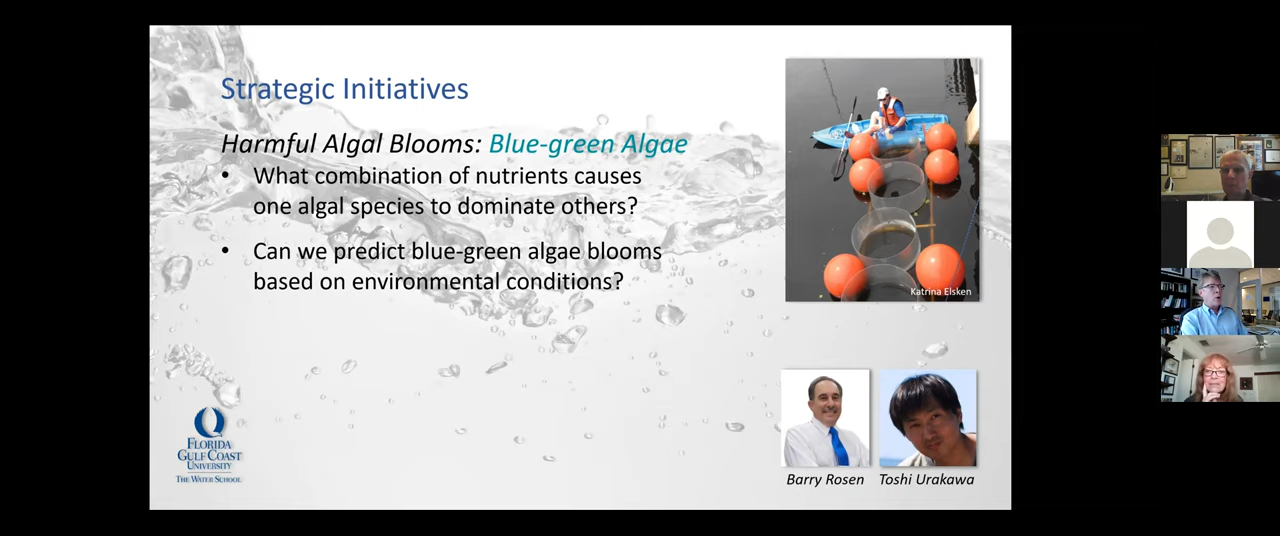 Strategic Initiatives
Harmful Algal Blooms: Blue-green Algae
• What combination of nutrients causes
one algal species to dominate others?
• Can we predict blue-green algae blooms
based on environmental conditions?
Katrina Elsken
Barry Rosen
Toshi Urakawa
FLORIDA
GULF COAST
UNIVERSITY
THE WATER SCHOOL